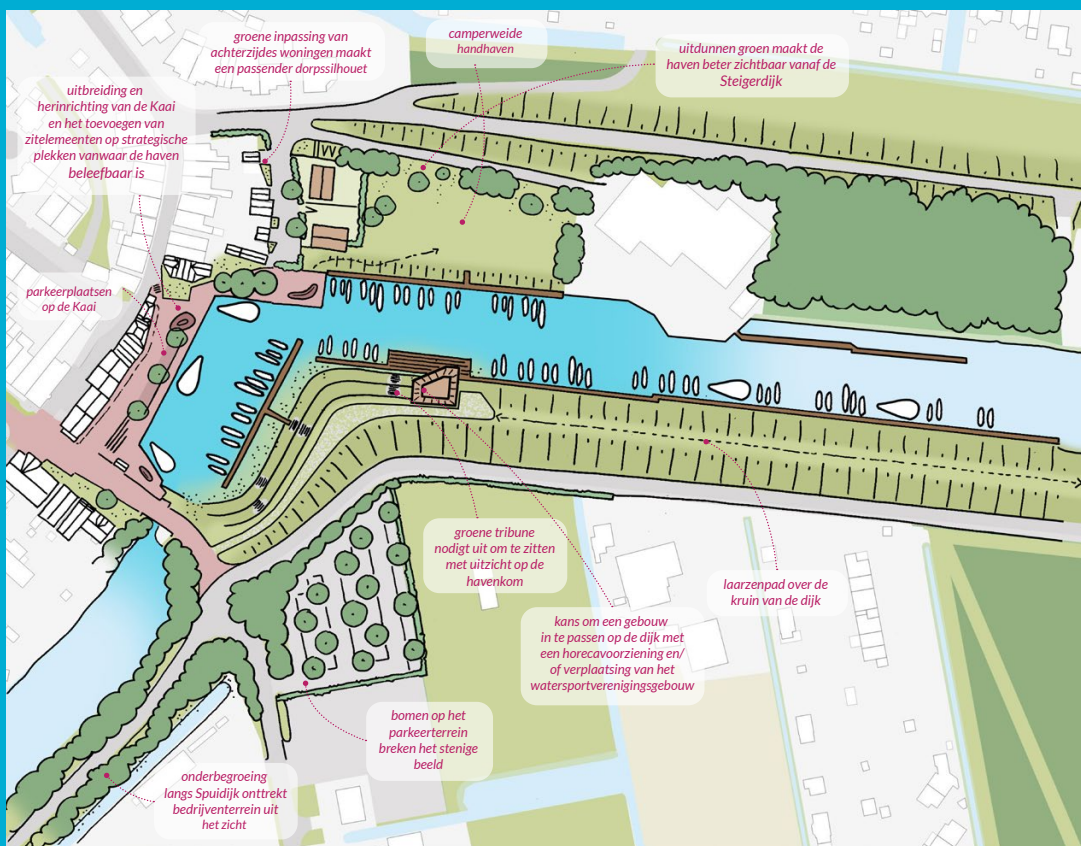 groene inpassing van
achterzijdes woningen maakt
een passender dorpssilhouet
camperweide
handhaven
uitdunnen groen maakt de
haven beter zichtbaar vanaf de
Steigerdijk
uitbreiding en
herinrichting van de Kaai
en het toevoegen van
zitelementen op strategische
plekken vanwaar de haven
beleefbaar is
parkeerplaatsen
op de Kaai
groene tribune
nodigt uit om te zitten
met uitzicht op de
havenkom
laarzenpad over de
kruin van de dijk
kans om een gebouw
in te passen op de dijk met
een horecavoorziening en/
of verplaatsing van het
watersportverenigingsgebouw
bomen op het
parkeerterrein
breken het stenige
beeld
onderbegroeing
langs Spuidijk onttrekt
bedrijventerrein uit
het zicht